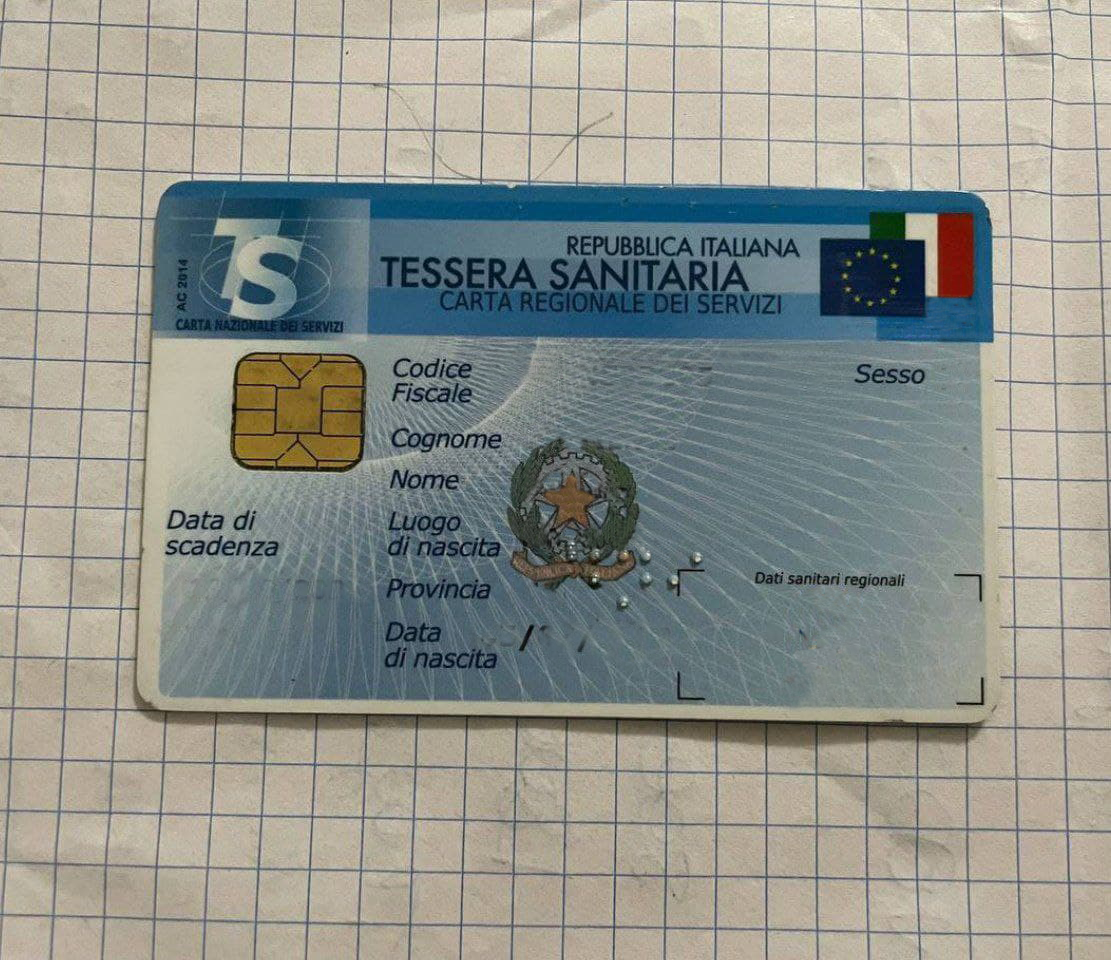 TS
AC 2014
CARTA NAZIONALE DEI SERVIZI
REPUBBLICA ITALIANA
TESSERA SANITARIA
CARTA REGIONALE DEI SERVIZI
Codice
Fiscale
Sesso
Cognome
Nome
Data di
scadenza
Luogo
di nascita
Provincia
Dati sanitari regionali
Data
di nascita